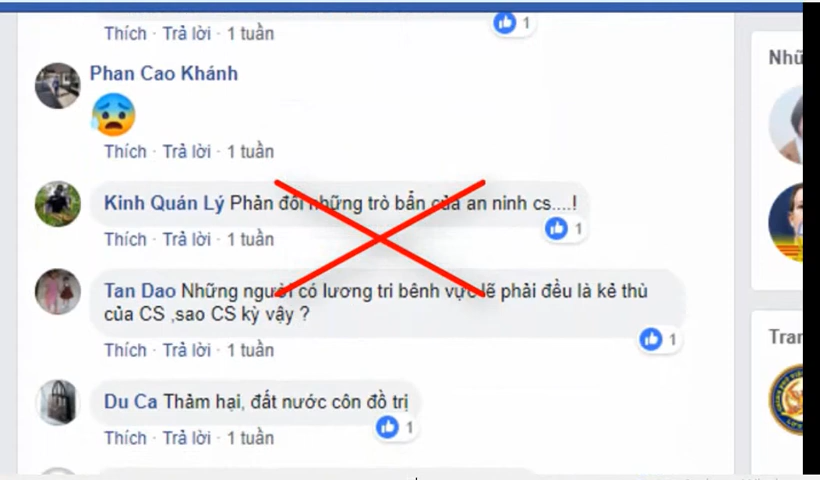 1
Thích · Trả lời · 1 tuần
Phan Cao Khánh
Thích · Trả lời · 1 tuần
Kinh Quán Lý Phản đối những trò bẩn của an ninh cs....!
1
Thích · Trả lời · 1 tuần
Tan Dao Những người có lương tri bênh vực lẽ phải đều là kẻ thù
của CS ,sao CS kỳ vậy ?
1
Thích · Trả lời · 1 tuần
Du Ca Thảm hại, đất nước côn đồ trị
1
Thích · Trả lời · 1 tuần
Nhữ
Tran